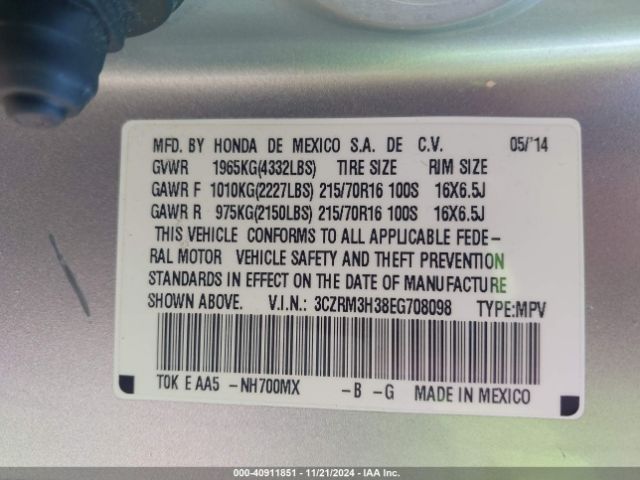 MFD. BY HONDA DE MEXICO S.A. DE C.V. 05/'14
GVWR 1965KG(4332LBS) TIRE SIZE RIM SIZE
GAWR F 1010KG(2227LBS) 215/70R16 100S 16X6.5J
GAWR R 975KG(2150LBS) 215/70R16 100S 16X6.5J
THIS VEHICLE CONFORMS TO ALL APPLICABLE FEDE-
RAL MOTOR VEHICLE SAFETY AND THEFT PREVENTION
STANDARDS IN EFFECT ON THE DATE OF MANUFACTURE
SHOWN ABOVE. V.I.N.: 3CZRM3H38EG708098 TYPE:MPV
T0K E AA5 -NH700MX -B -G MADE IN MEXICO
000-40911851 - 11/21/2024 - IAA Inc.